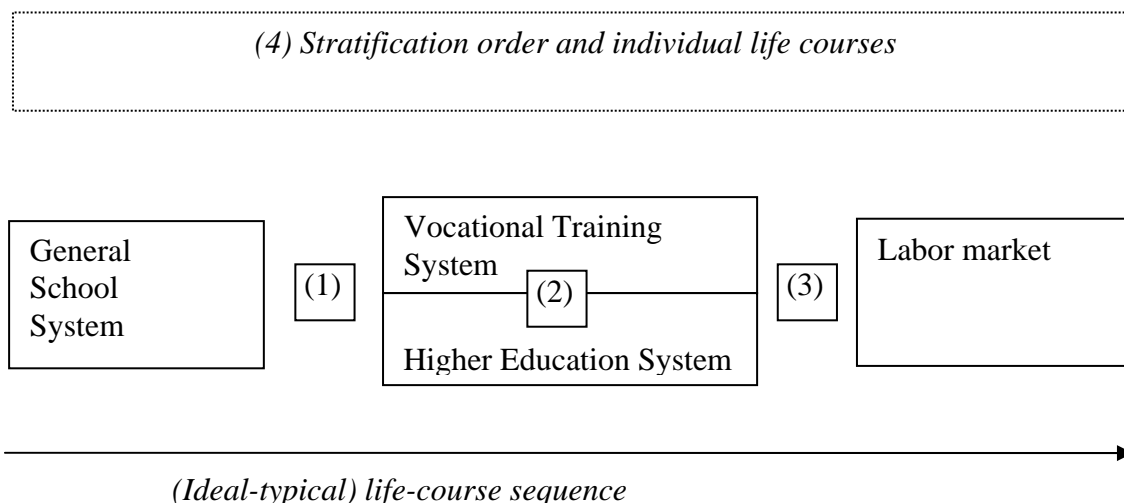 (4) Stratification order and individual life courses
General
School
System
(1)
Vocational Training
System
(2)
Higher Education System
(3)
Labor market
(Ideal-typical) life-course sequence